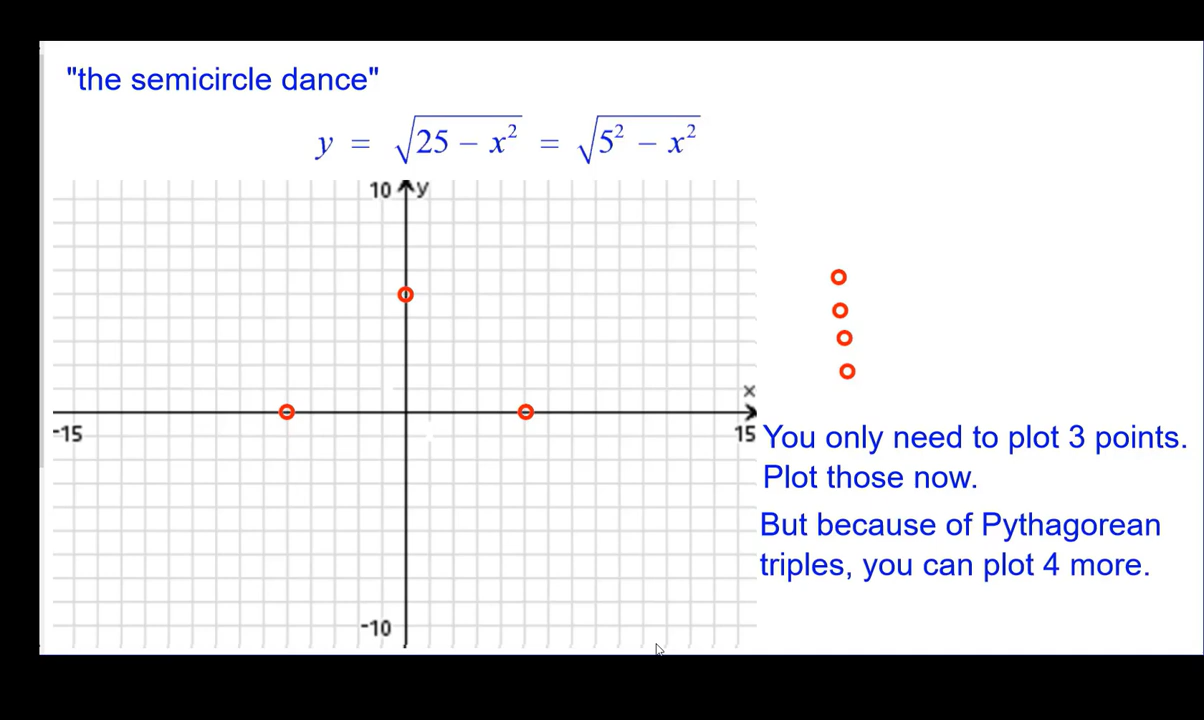 "the semicircle dance"
y = √(25 − x²) = √(5² − x²)
10 y
x
-15 15
-10
You only need to plot 3 points.
Plot those now.
But because of Pythagorean
triples, you can plot 4 more.